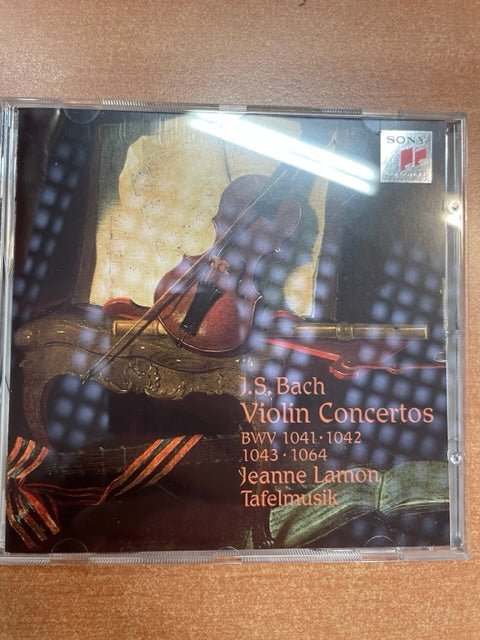 SONY
J.S. Bach
Violin Concertos
BWV 1041 · 1042
1043 · 1064
Jeanne Lamon
Tafelmusik